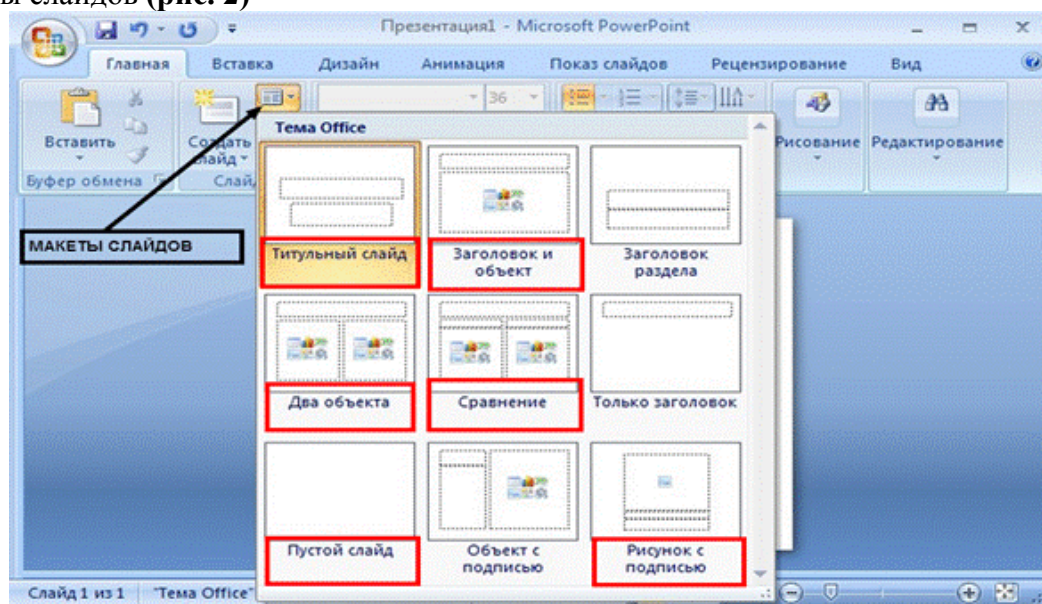 ы слайдов (рис. 2)
Презентация1 - Microsoft PowerPoint
Главная Вставка Дизайн Анимация Показ слайдов Рецензирование Вид
36
Вставить Создать слайд Рисование Редактирование
Буфер обмена Слай
Тема Office
МАКЕТЫ СЛАЙДОВ
Титульный слайд Заголовок и объект Заголовок раздела
Два объекта Сравнение Только заголовок
Пустой слайд Объект с подписью Рисунок с подписью
Слайд 1 из 1 "Тема Office"